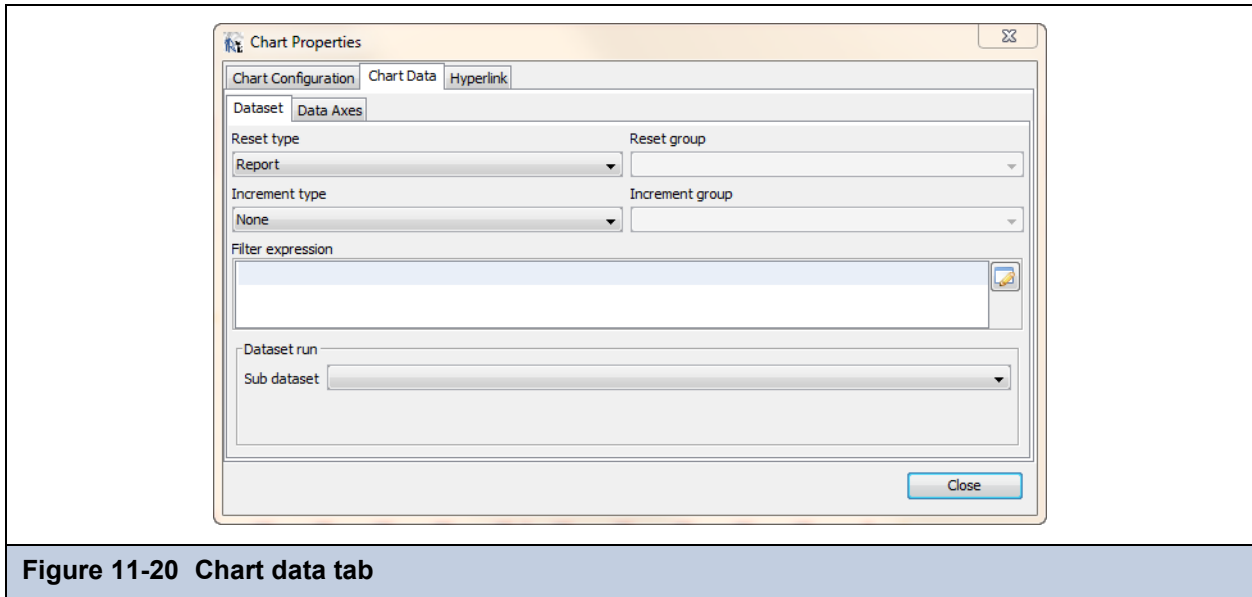 Chart Properties
Chart Configuration Chart Data Hyperlink
Dataset Data Axes
Reset type Reset group
Report
Increment type Increment group
None
Filter expression
Dataset run
Sub dataset
Close
Figure 11-20 Chart data tab